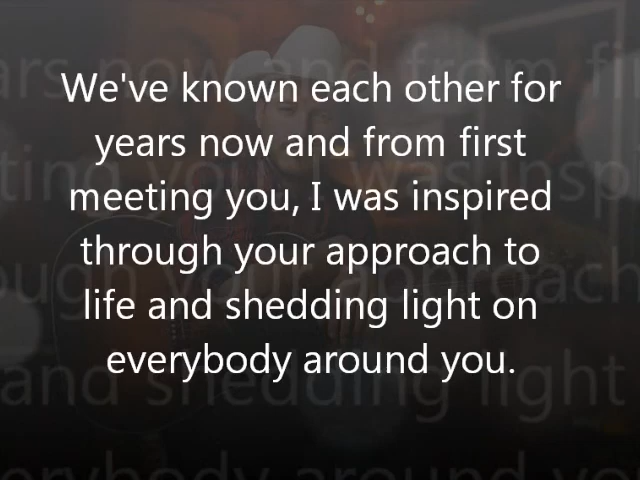 We've known each other for
years now and from first
meeting you, I was inspired
through your approach to
life and shedding light on
everybody around you.